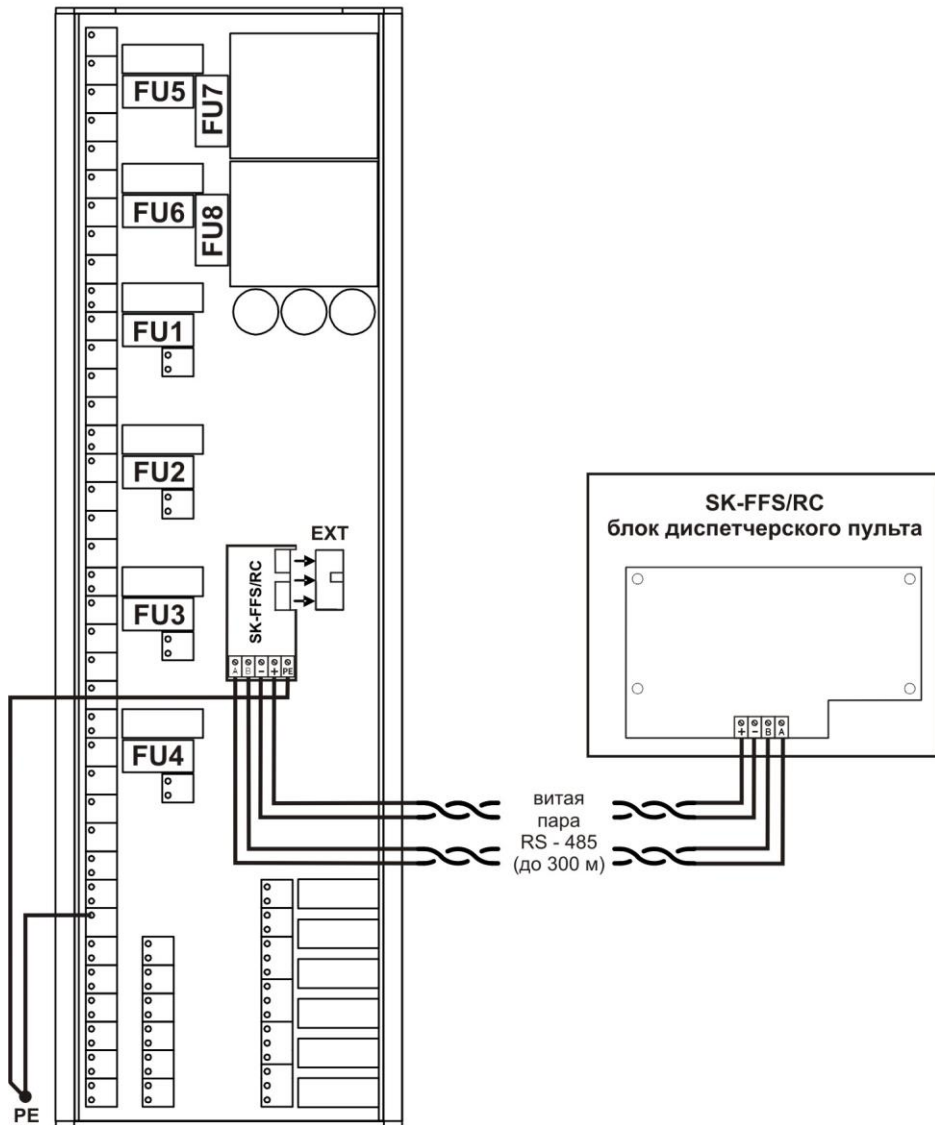 FU5
FU7
FU6
FU8
FU1
FU2
SK-FFS/RC
блок диспетчерского пульта
EXT
SK-FFS/RC
FU3
A B - + PE
FU4
+ - B A
витая
пара
RS - 485
(до 300 м)
PE